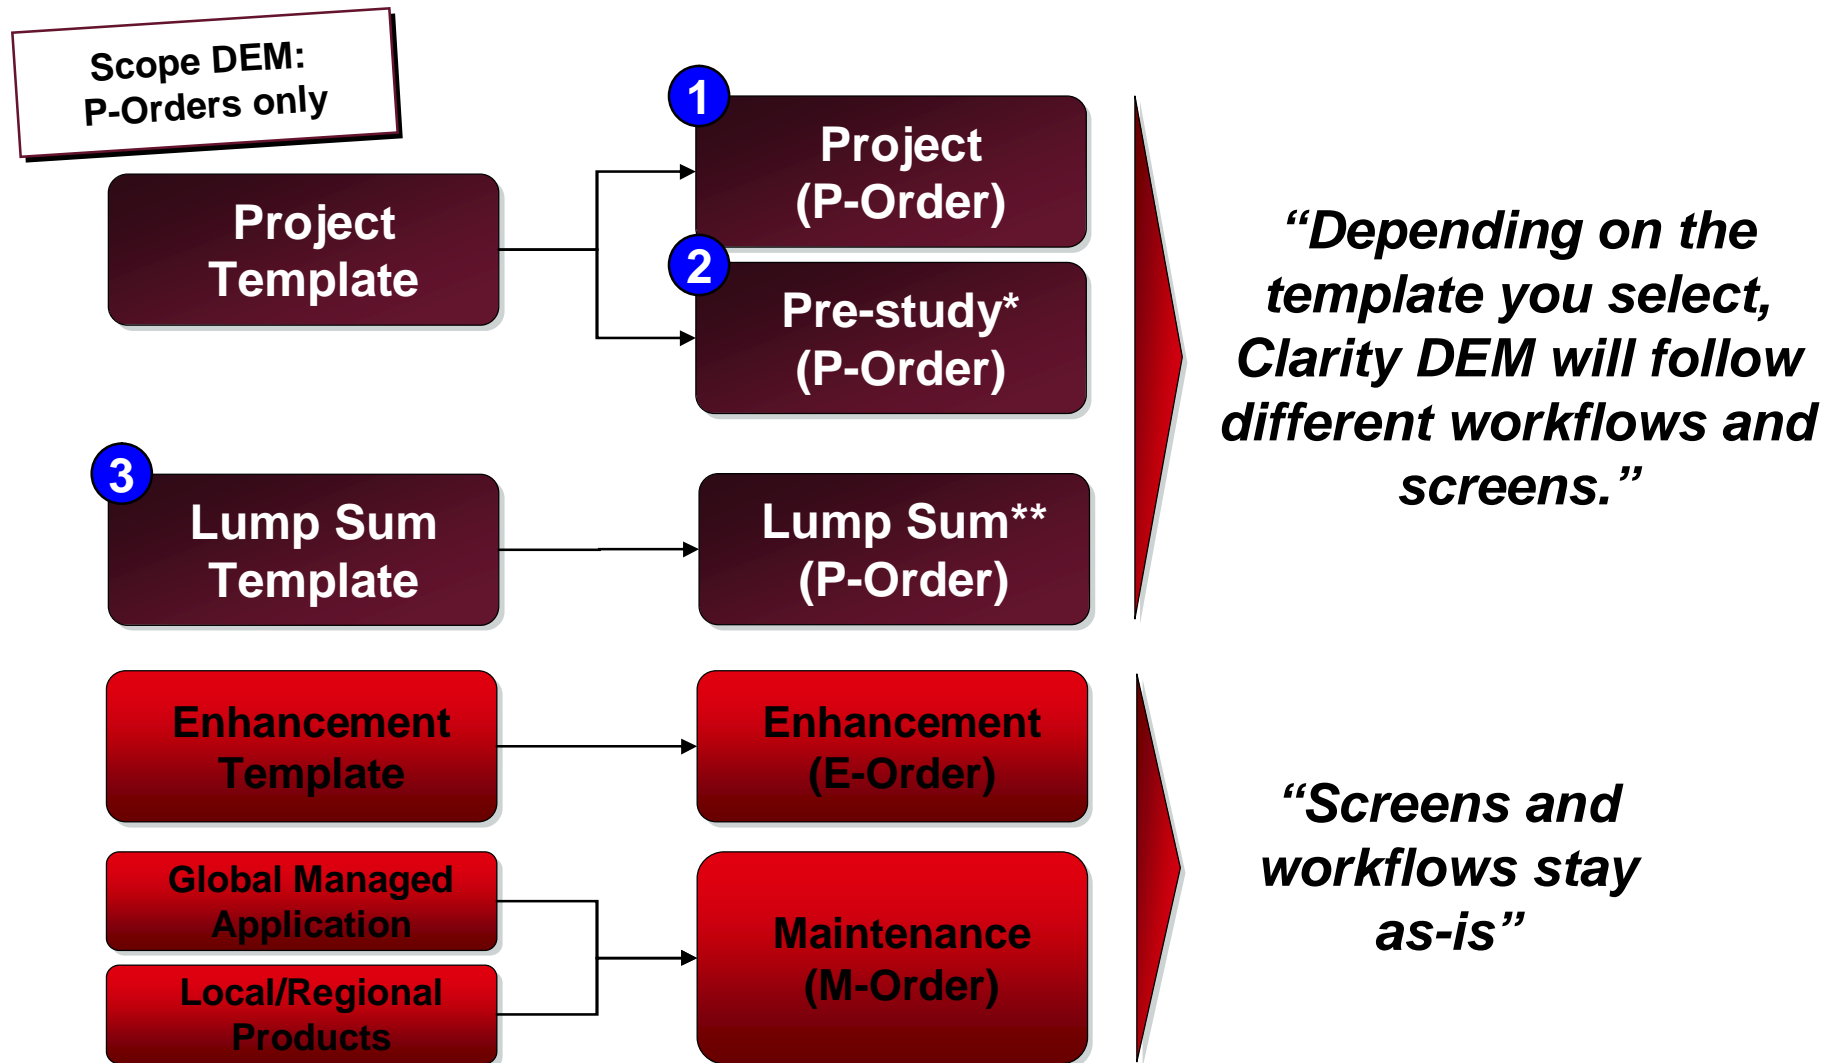 Scope DEM:
P-Orders only
Project
Template
1
Project
(P-Order)
2
Pre-study*
(P-Order)
“Depending on the
template you select,
Clarity DEM will follow
different workflows and
screens.”
3
Lump Sum
Template
Lump Sum**
(P-Order)
Enhancement
Template
Enhancement
(E-Order)
Global Managed
Application
Local/Regional
Products
Maintenance
(M-Order)
“Screens and
workflows stay
as-is”